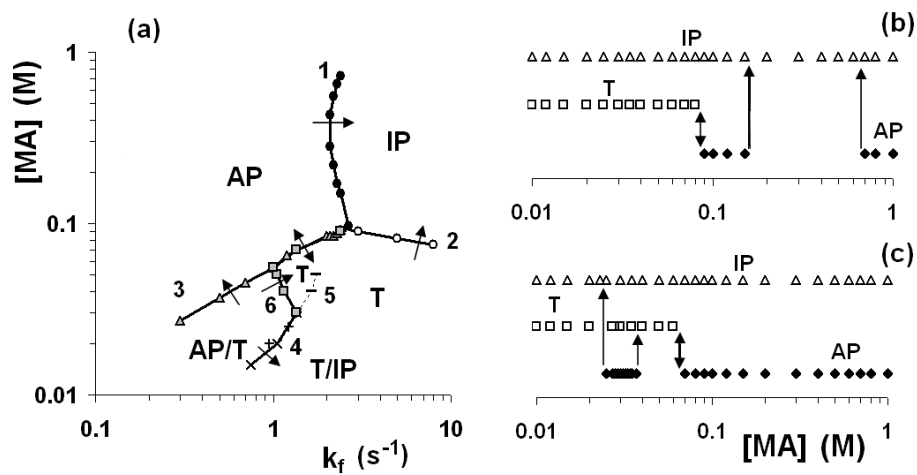 (a)
1
1
IP
AP
[MA] (M)
0.1
2
T
T
3
5
6
4
AP/T
T/IP
0.01
0.1
1
10
k_f (s⁻¹)
(b)
IP
T
AP
0.01
0.1
1
(c)
IP
T
AP
0.01
0.1
1
[MA] (M)